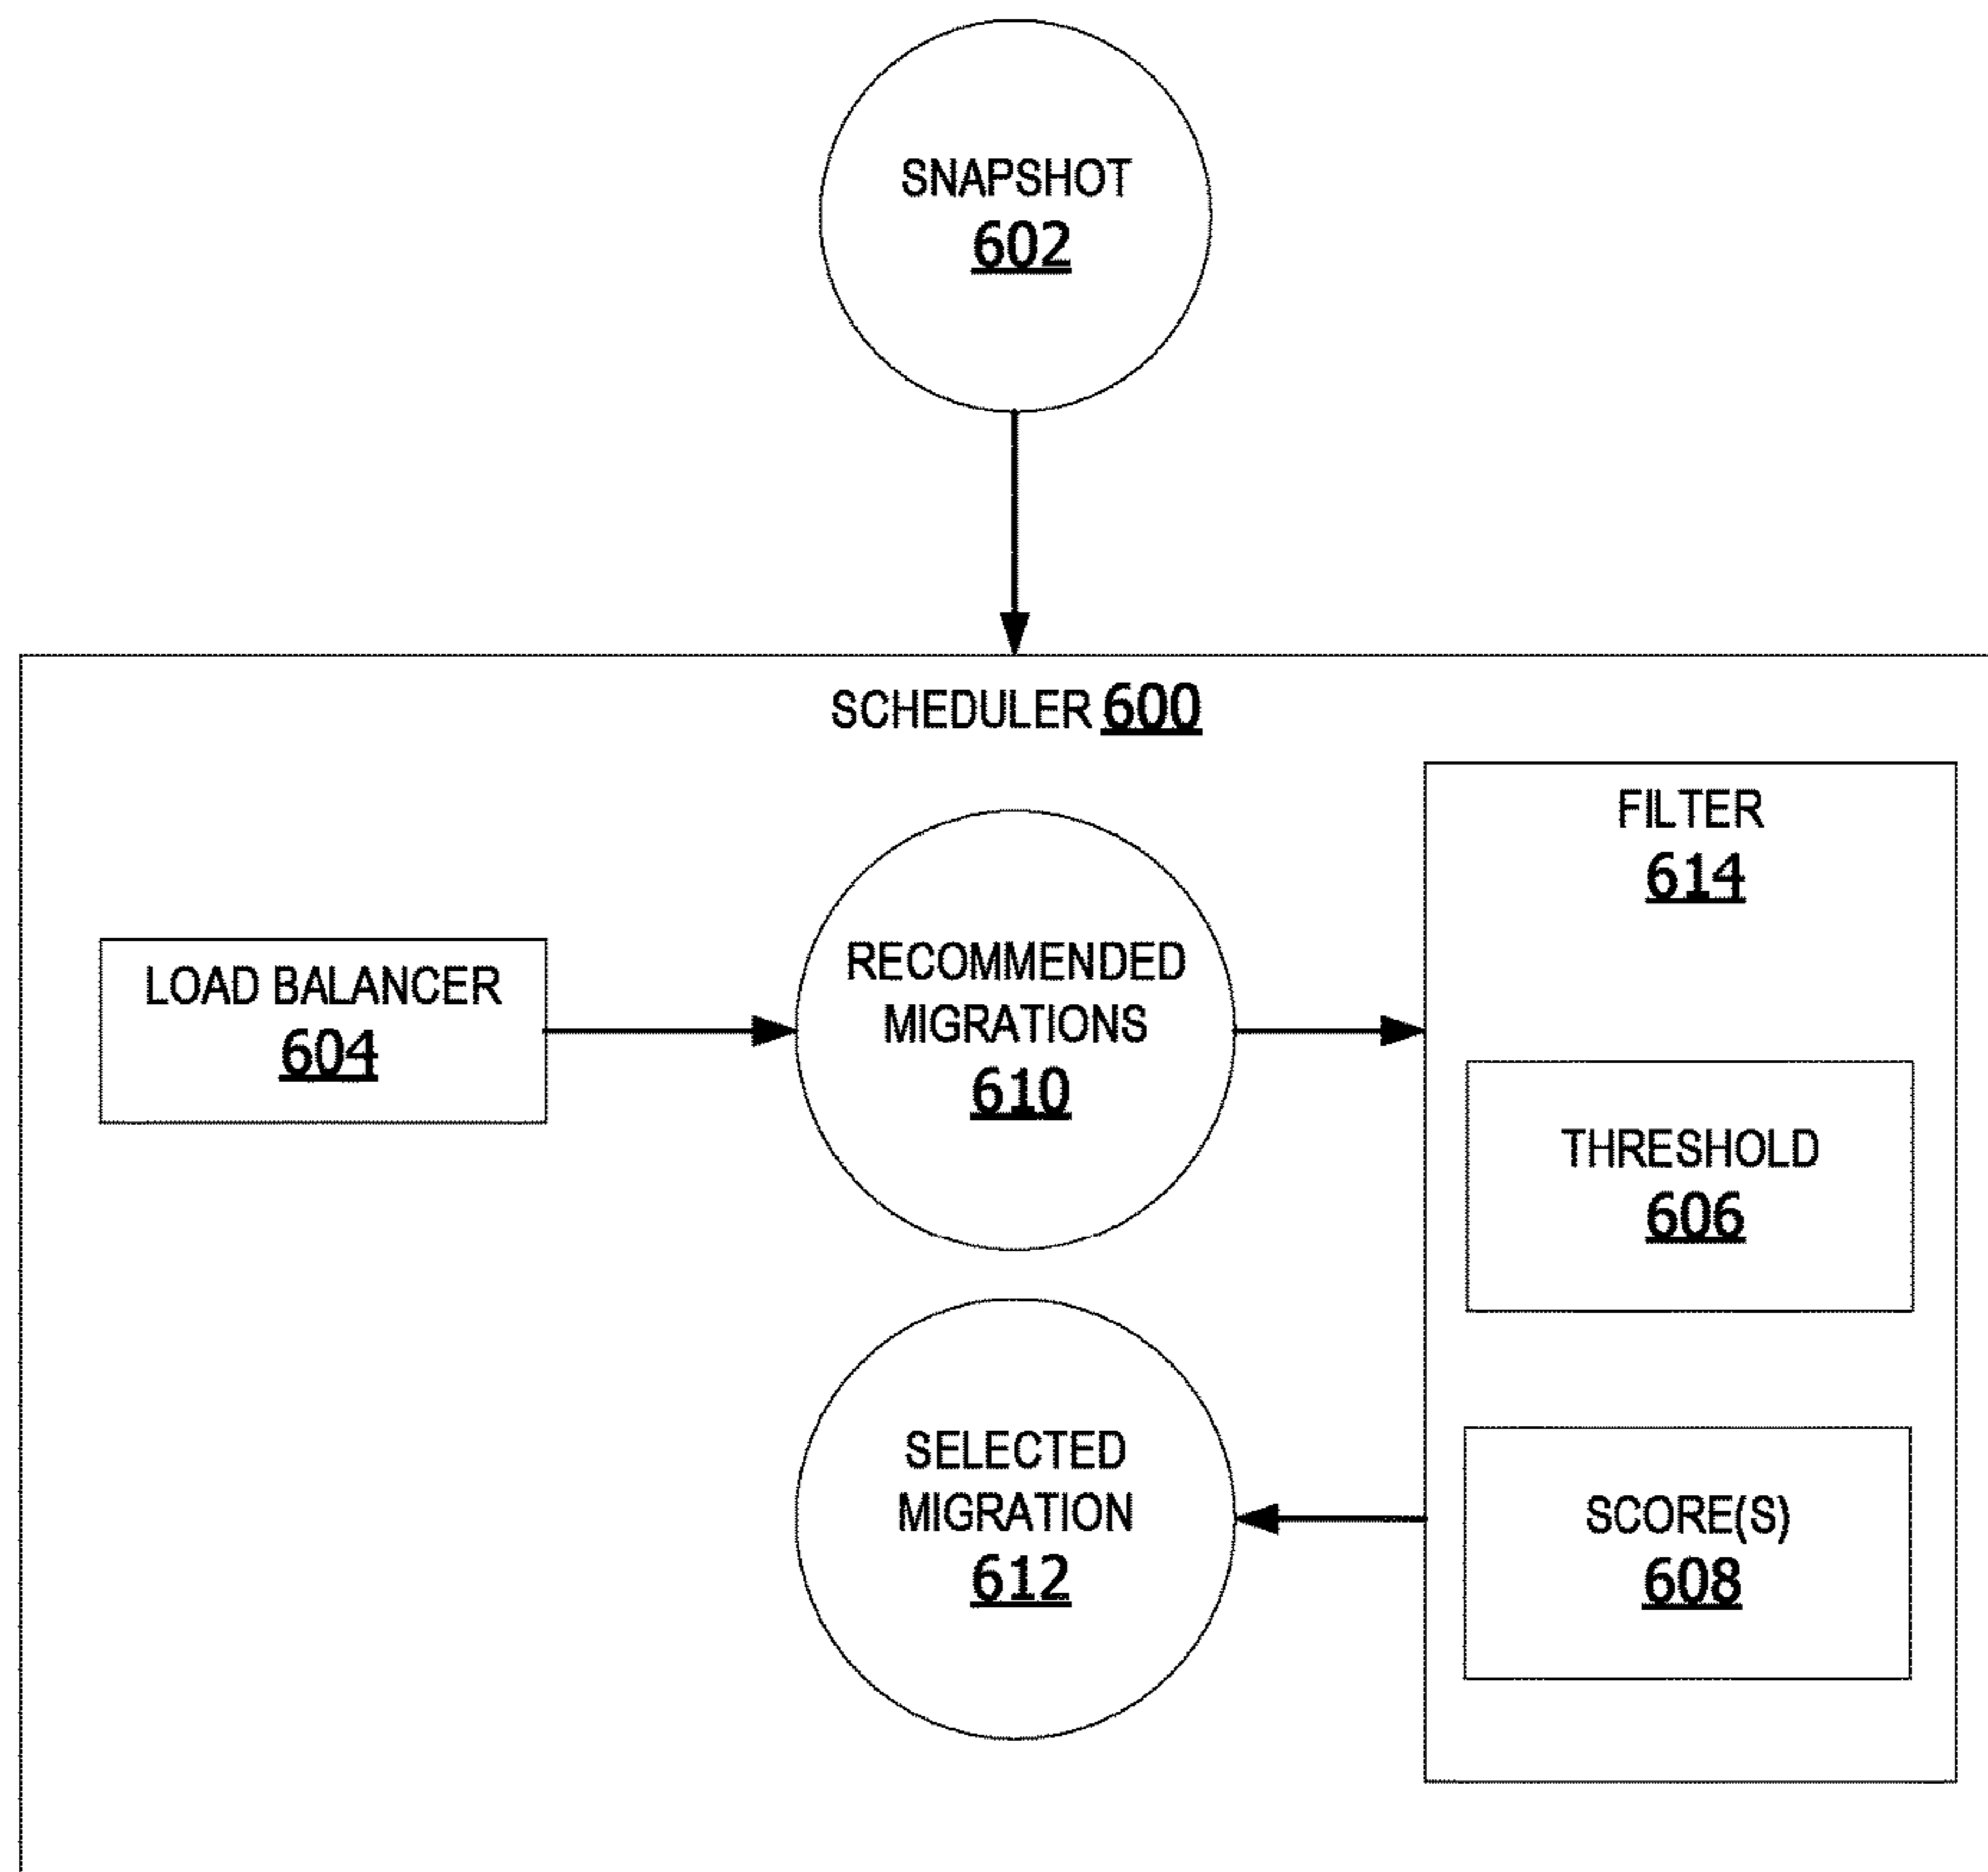 SNAPSHOT
602
SCHEDULER 600
FILTER
614
LOAD BALANCER
604
RECOMMENDED
MIGRATIONS
610
THRESHOLD
606
SELECTED
MIGRATION
612
SCORE(S)
608